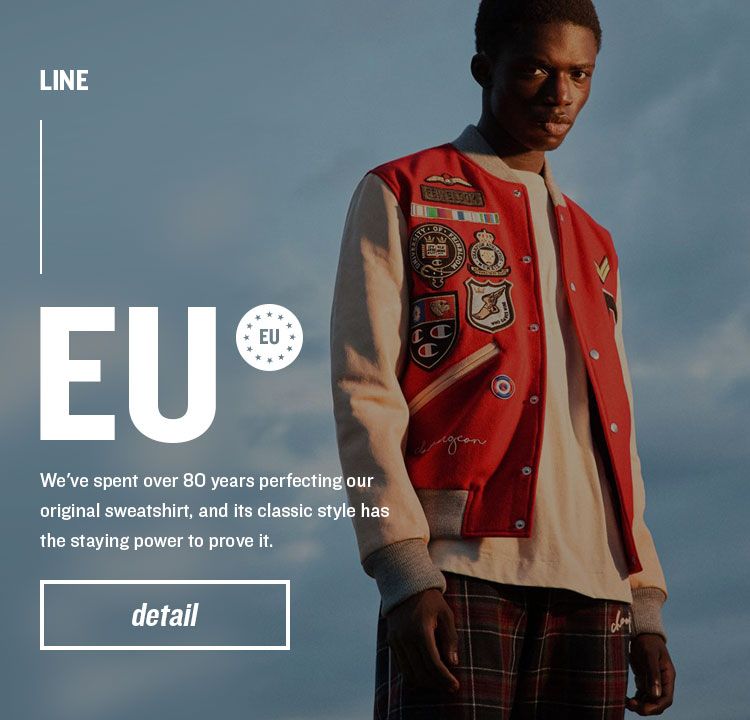 LINE
EU
EU
We've spent over 80 years perfecting our
original sweatshirt, and its classic style has
the staying power to prove it.
detail